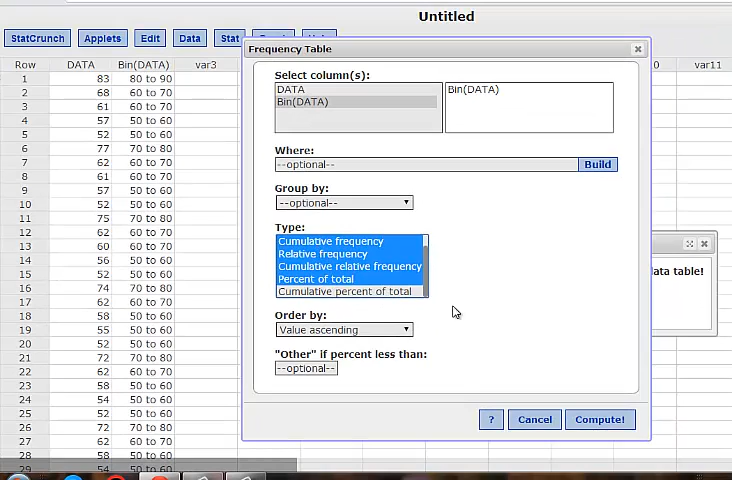 Untitled
StatCrunch Applets Edit Data Stat
Frequency Table
Row DATA Bin(DATA) var3 var11
1 83 80 to 90
2 68 60 to 70
3 61 60 to 70
4 57 50 to 60
5 52 50 to 60
6 77 70 to 80
7 62 60 to 70
8 61 60 to 70
9 57 50 to 60
10 52 50 to 60
11 75 70 to 80
12 62 60 to 70
13 60 60 to 70
14 56 50 to 60
15 52 50 to 60
16 74 70 to 80
17 62 60 to 70
18 58 50 to 60
19 55 50 to 60
20 52 50 to 60
21 72 70 to 80
22 62 60 to 70
23 58 50 to 60
24 54 50 to 60
25 52 50 to 60
26 72 70 to 80
27 62 60 to 70
28 58 50 to 60
29 54 50 to 60
Select column(s):
DATA
Bin(DATA)
Bin(DATA)
Where:
--optional-- Build
Group by:
--optional--
Type:
Cumulative frequency
Relative frequency
Cumulative relative frequency
Percent of total
Cumulative percent of total
Order by:
Value ascending
"Other" if percent less than:
--optional--
? Cancel Compute!
data table!